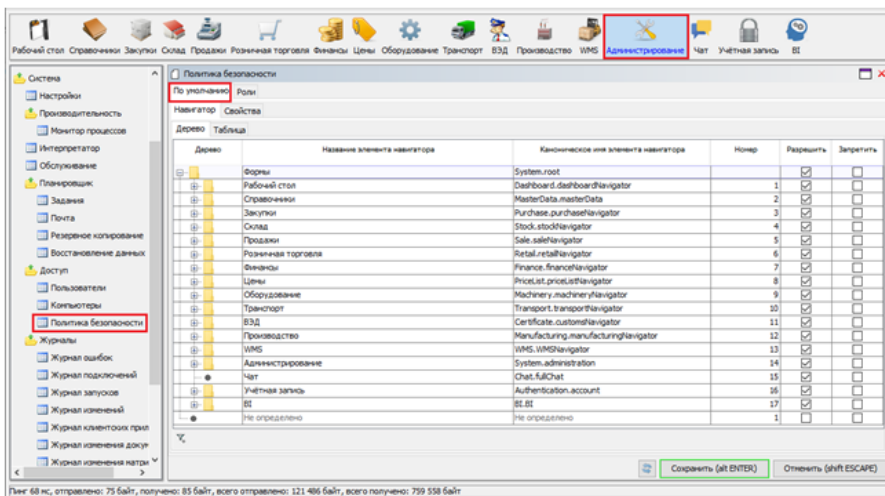 Рабочий стол Справочники Закупки Склад Продажи Розничная торговля Финансы Цены Оборудование Транспорт ВЭД Производство WMS Администрирование Чат Учётная запись BI
Система
Настройки
Производительность
Монитор процессов
Интерпретатор
Обслуживание
Планировщик
Задания
Почта
Резервное копирование
Восстановление данных
Доступ
Пользователи
Компьютеры
Политика безопасности
Журналы
Журнал ошибок
Журнал подключений
Журнал запусков
Журнал изменений
Журнал клиентских прил
Журнал изменения докум
Журнал изменения матри
Политика безопасности
По умолчанию Роли
Навигатор Свойства
Дерево Таблица
Дерево Название элемента навигатора Каноническое имя элемента навигатора Номер Разрешить Запретить
Формы System.root
Рабочий стол Dashboard.dashboardNavigator 1
Справочники MasterData.masterData 2
Закупки Purchase.purchaseNavigator 3
Склад Stock.stockNavigator 4
Продажи Sale.saleNavigator 5
Розничная торговля Retail.retailNavigator 6
Финансы Finance.financeNavigator 7
Цены PriceList.priceListNavigator 8
Оборудование Machinery.machineryNavigator 9
Транспорт Transport.transportNavigator 10
ВЭД Certificate.customsNavigator 11
Производство Manufacturing.manufacturingNavigator 12
WMS WMS.WMSNavigator 13
Администрирование System.administration 14
Чат Chat.fullChat 15
Учётная запись Authentication.account 16
BI BI.BI 17
Не определено Не определено 1
Сохранить (alt ENTER) Отменить (shift ESCAPE)
Пинг 68 мс, отправлено: 75 байт, получено: 85 байт, всего отправлено: 121 486 байт, всего получено: 759 558 байт